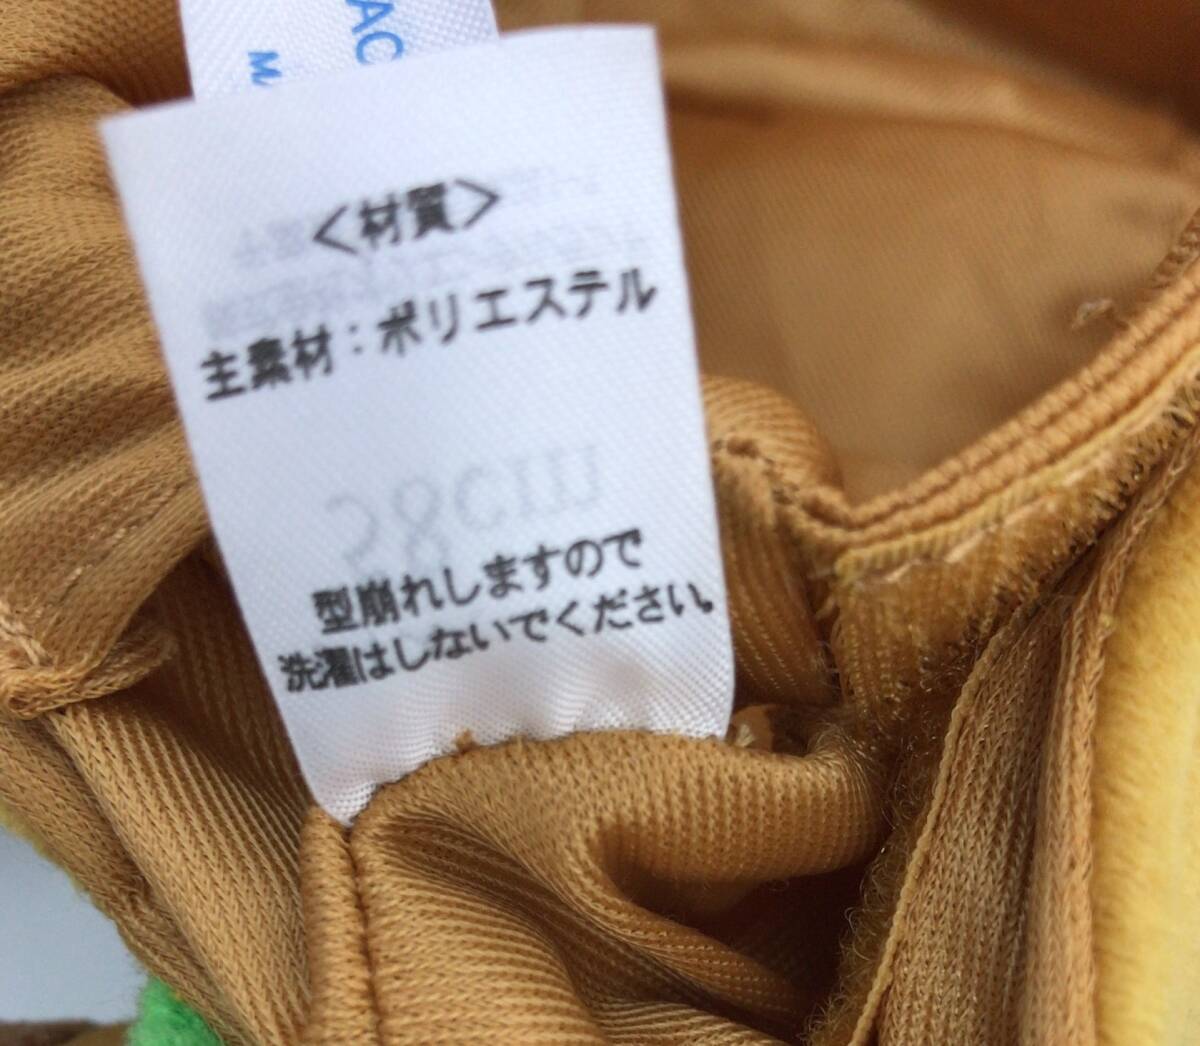 AC
M
＜材質＞
主素材：ポリエステル
28cm
型崩れしますので
洗濯はしないでください。